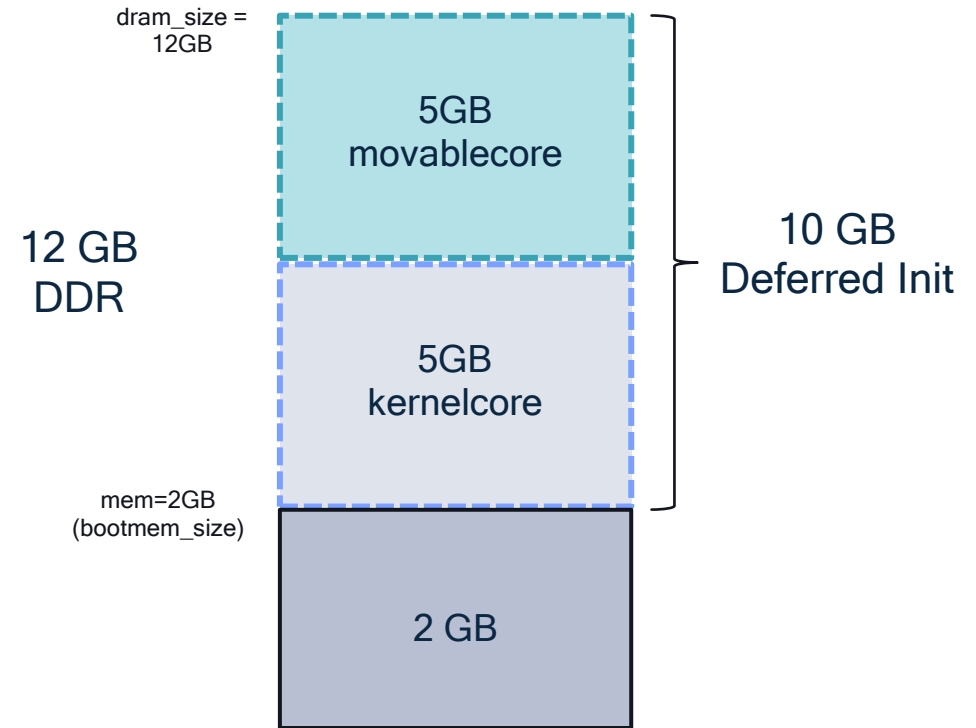 dram_size =
12GB
5GB
movablecore
12 GB
DDR
10 GB
Deferred Init
5GB
kernelcore
mem=2GB
(bootmem_size)
2 GB